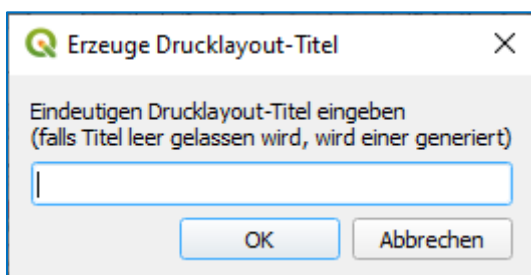 Erzeuge Drucklayout-Titel
Eindeutigen Drucklayout-Titel eingeben
(falls Titel leer gelassen wird, wird einer generiert)
OK
Abbrechen